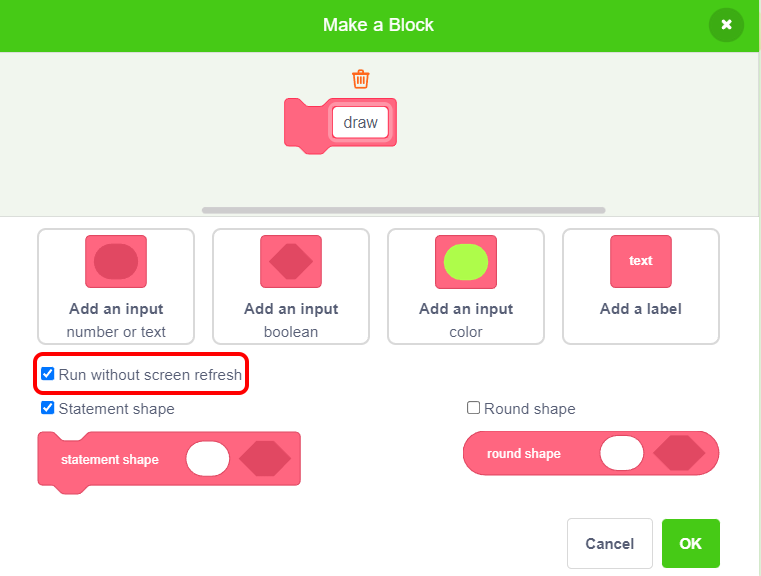 Make a Block
draw
text
Add an input
number or text
Add an input
boolean
Add an input
color
Add a label
Run without screen refresh
Statement shape
Round shape
statement shape
round shape
Cancel
OK